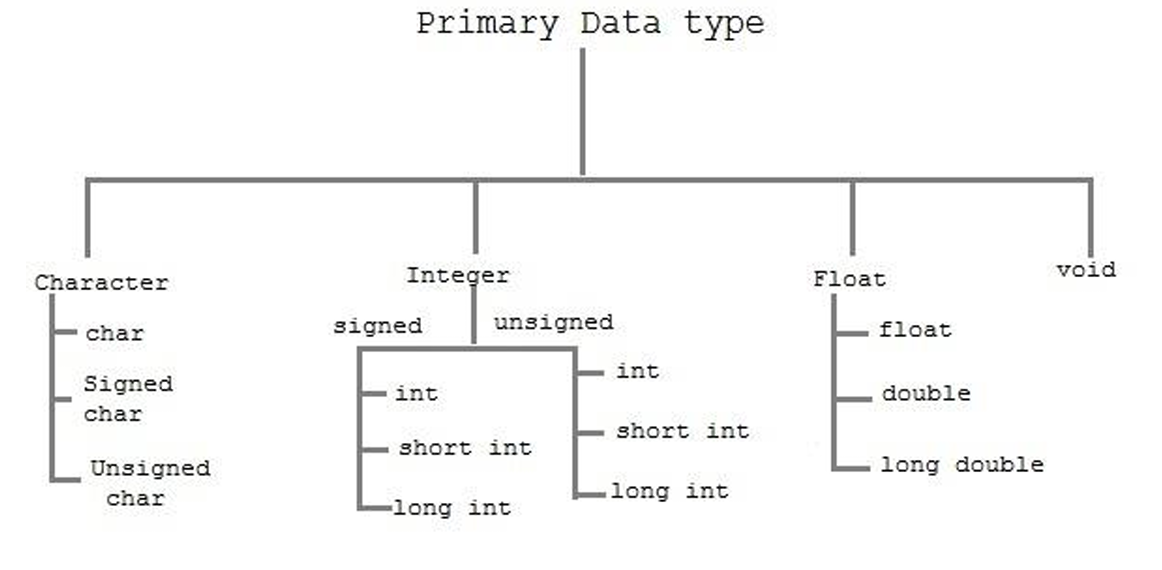 Primary Data type
Character
Integer
Float
void
char
Signed
char
Unsigned
char
signed
unsigned
int
short int
long int
int
short int
long int
float
double
long double